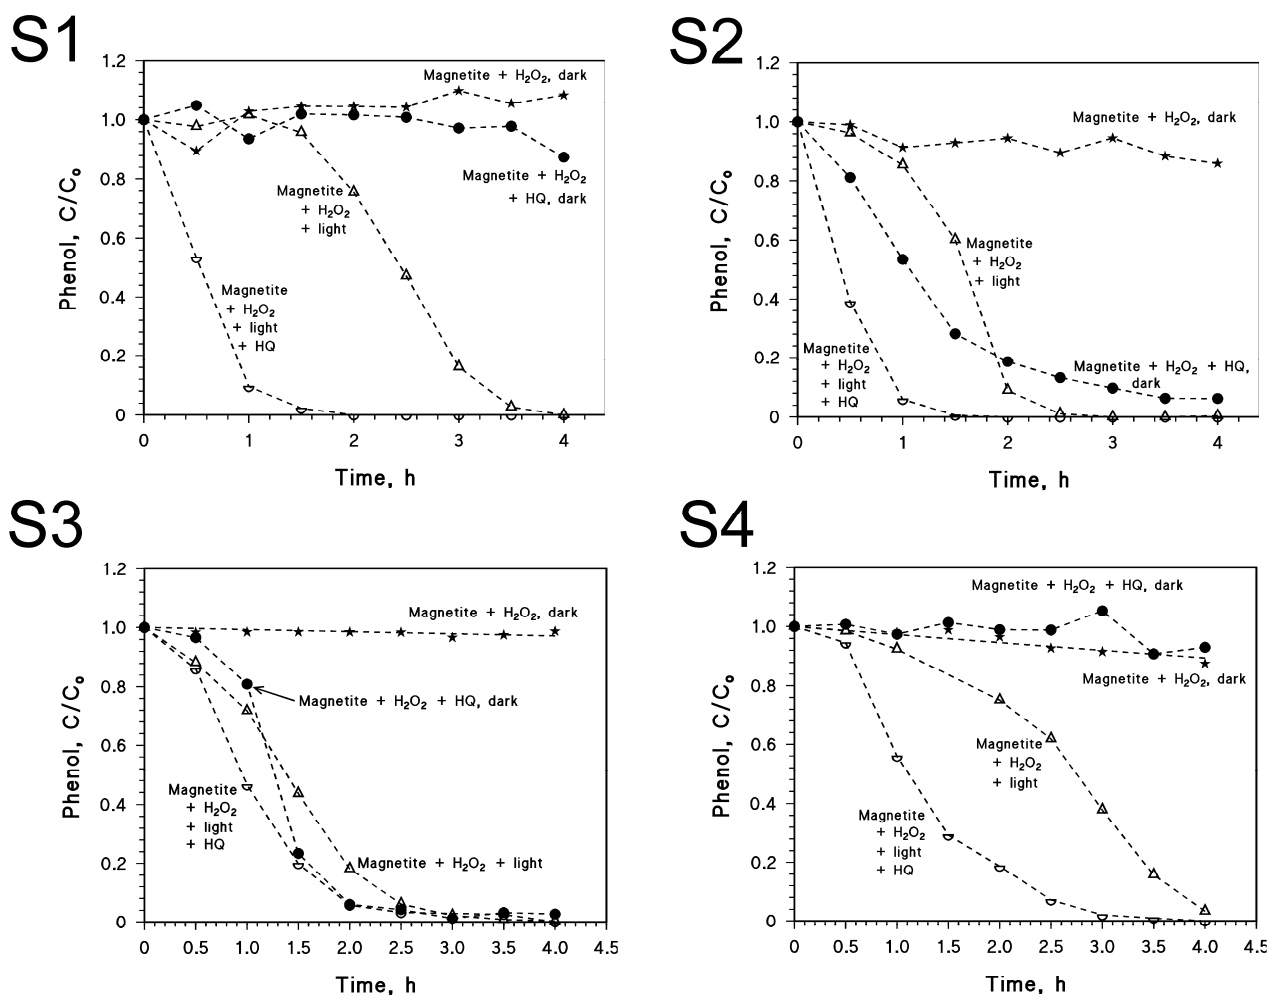 S1
1.2
1.0
0.8
0.6
0.4
0.2
0
Phenol, C/C₀
Magnetite + H₂O₂, dark
Magnetite + H₂O₂
+ HQ, dark
Magnetite
+ H₂O₂
+ light
Magnetite
+ H₂O₂
+ light
+ HQ
0 1 2 3 4
Time, h
S2
1.2
1.0
0.8
0.6
0.4
0.2
0
Phenol, C/C₀
Magnetite + H₂O₂, dark
Magnetite
+ H₂O₂
+ light
Magnetite
+ H₂O₂
+ light
+ HQ
Magnetite + H₂O₂ + HQ,
dark
0 1 2 3 4
Time, h
S3
1.2
1.0
0.8
0.6
0.4
0.2
0
Phenol, C/C₀
Magnetite + H₂O₂, dark
Magnetite + H₂O₂ + HQ, dark
Magnetite
+ H₂O₂
+ light
+ HQ
Magnetite + H₂O₂ + light
0 0.5 1.0 1.5 2.0 2.5 3.0 3.5 4.0 4.5
Time, h
S4
1.2
1.0
0.8
0.6
0.4
0.2
0
Phenol, C/C₀
Magnetite + H₂O₂ + HQ, dark
Magnetite + H₂O₂, dark
Magnetite
+ H₂O₂
+ light
Magnetite
+ H₂O₂
+ light
+ HQ
0 0.5 1.0 1.5 2.0 2.5 3.0 3.5 4.0 4.5
Time, h